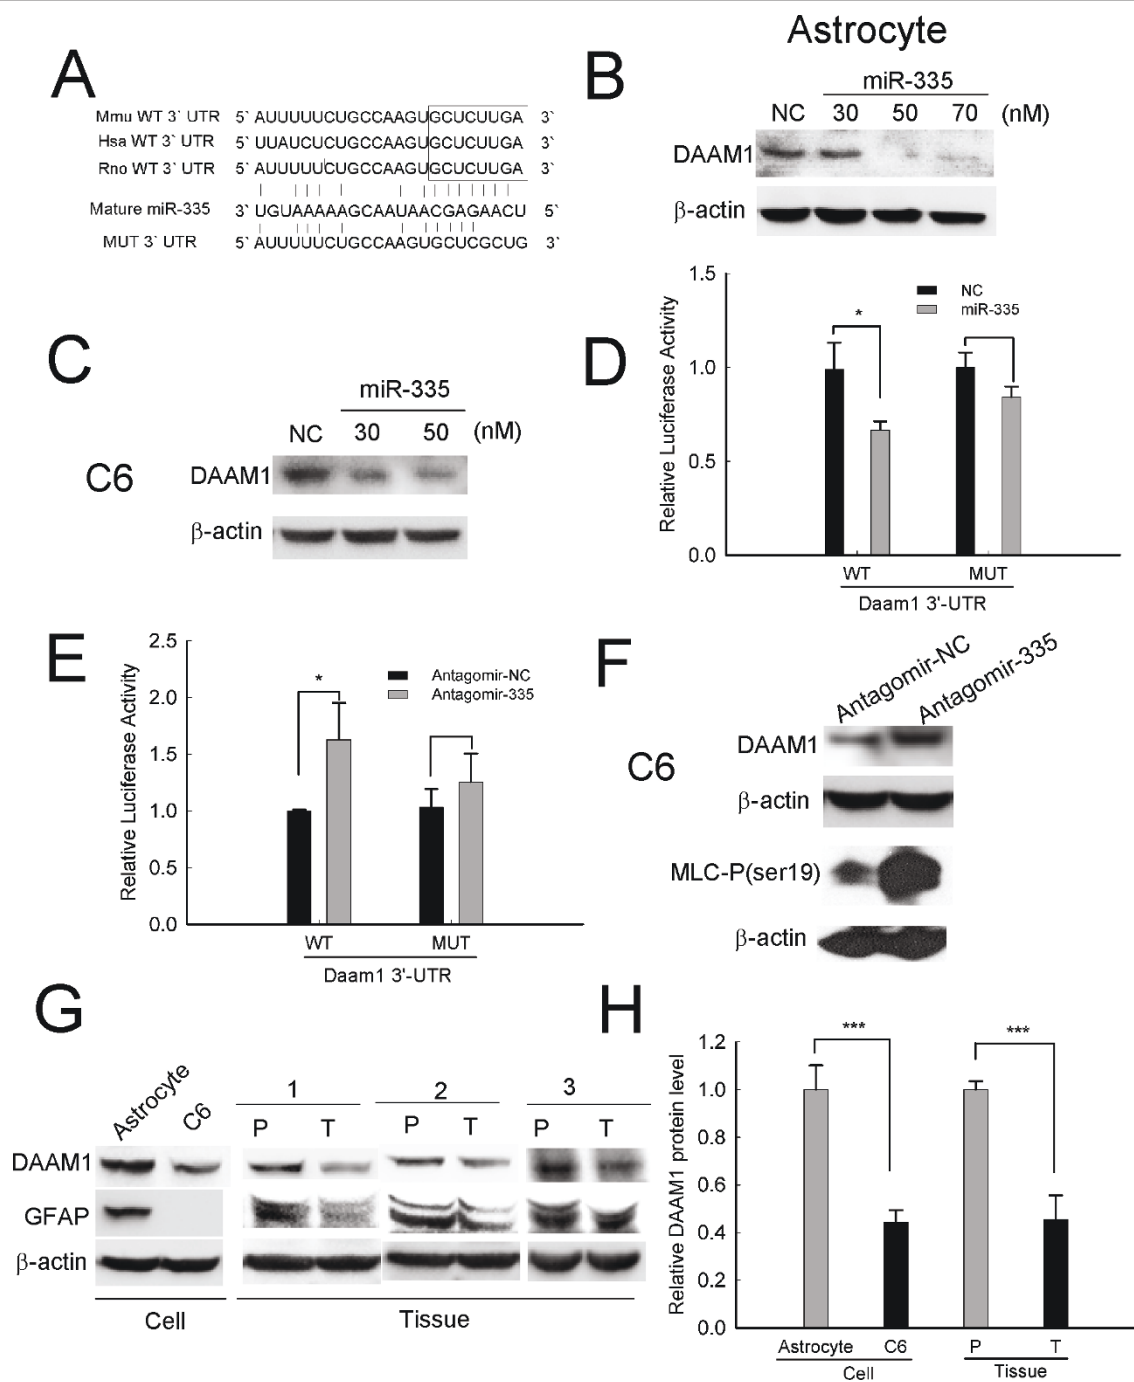 Astrocyte
A
Mmu WT 3` UTR 5` AUUUUUCUGCCAAGUGCUCUUGA 3`
Hsa WT 3` UTR 5` UUAUCUCUGCCAAGUGCUCUUGA 3`
Rno WT 3` UTR 5` AUUUUUCUGCCAAGUGCUCUUGA 3`
Mature miR-335 3` UGUAAAAAGCAAUAACGAGAACU 5`
MUT 3` UTR 5` AUUUUUCUGCCAAGUGCUCGCUG 3`
B
miR-335
NC 30 50 70 (nM)
DAAM1
β-actin
C
miR-335
NC 30 50 (nM)
C6
DAAM1
β-actin
D
Relative Luciferase Activity
1.5
1.0
0.5
0.0
NC
miR-335
*
WT MUT
Daam1 3'-UTR
E
Relative Luciferase Activity
2.5
2.0
1.5
1.0
0.5
0.0
Antagomir-NC
Antagomir-335
*
WT MUT
Daam1 3'-UTR
F
Antagomir-NC
Antagomir-335
C6
DAAM1
β-actin
MLC-P(ser19)
β-actin
G
Astrocyte C6
1 2 3
P T P T P T
DAAM1
GFAP
β-actin
Cell Tissue
H
Relative DAAM1 protein level
1.2
1.0
0.8
0.6
0.4
0.2
0.0
*** ***
Astrocyte C6 P T
Cell Tissue